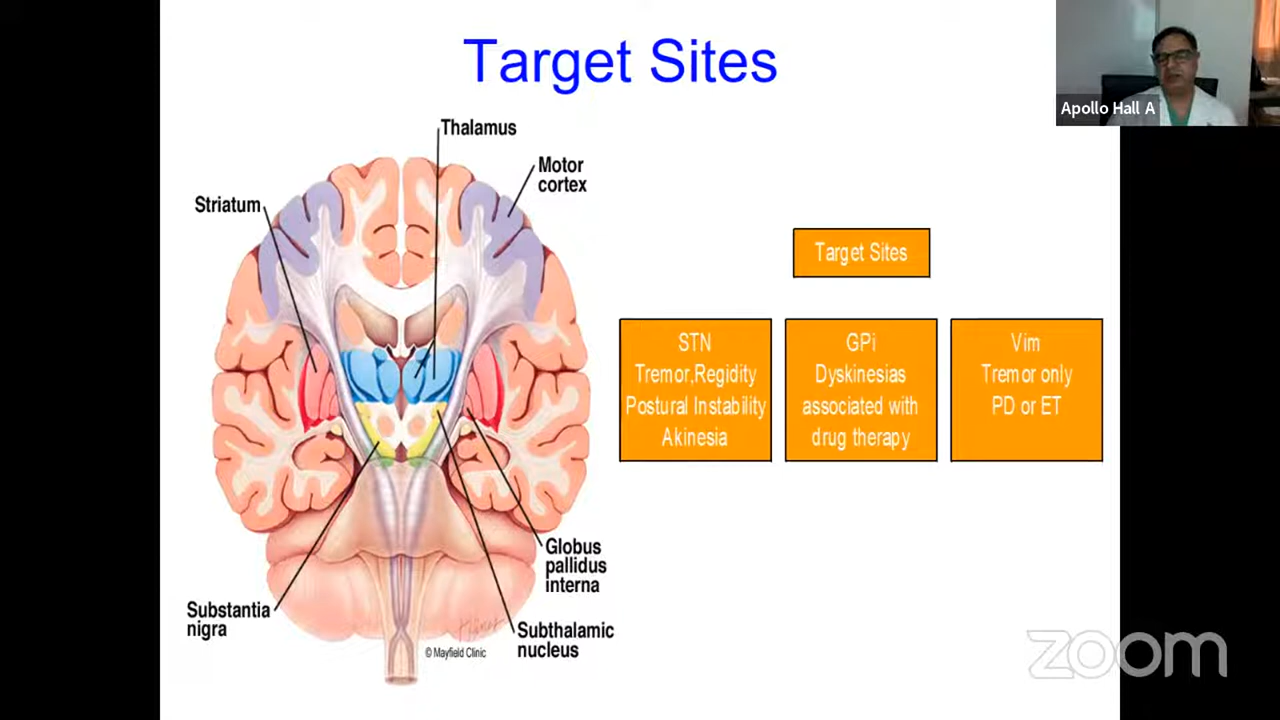 Target Sites
Apollo Hall A
Thalamus
Motor
cortex
Striatum
Target Sites
STN
Tremor,Regidity
Postural Instability
Akinesia
GPi
Dyskinesias
associated with
drug therapy
Vim
Tremor only
PD or ET
Globus
pallidus
interna
Substantia
nigra
Subthalamic
nucleus
© Mayfield Clinic
zoom